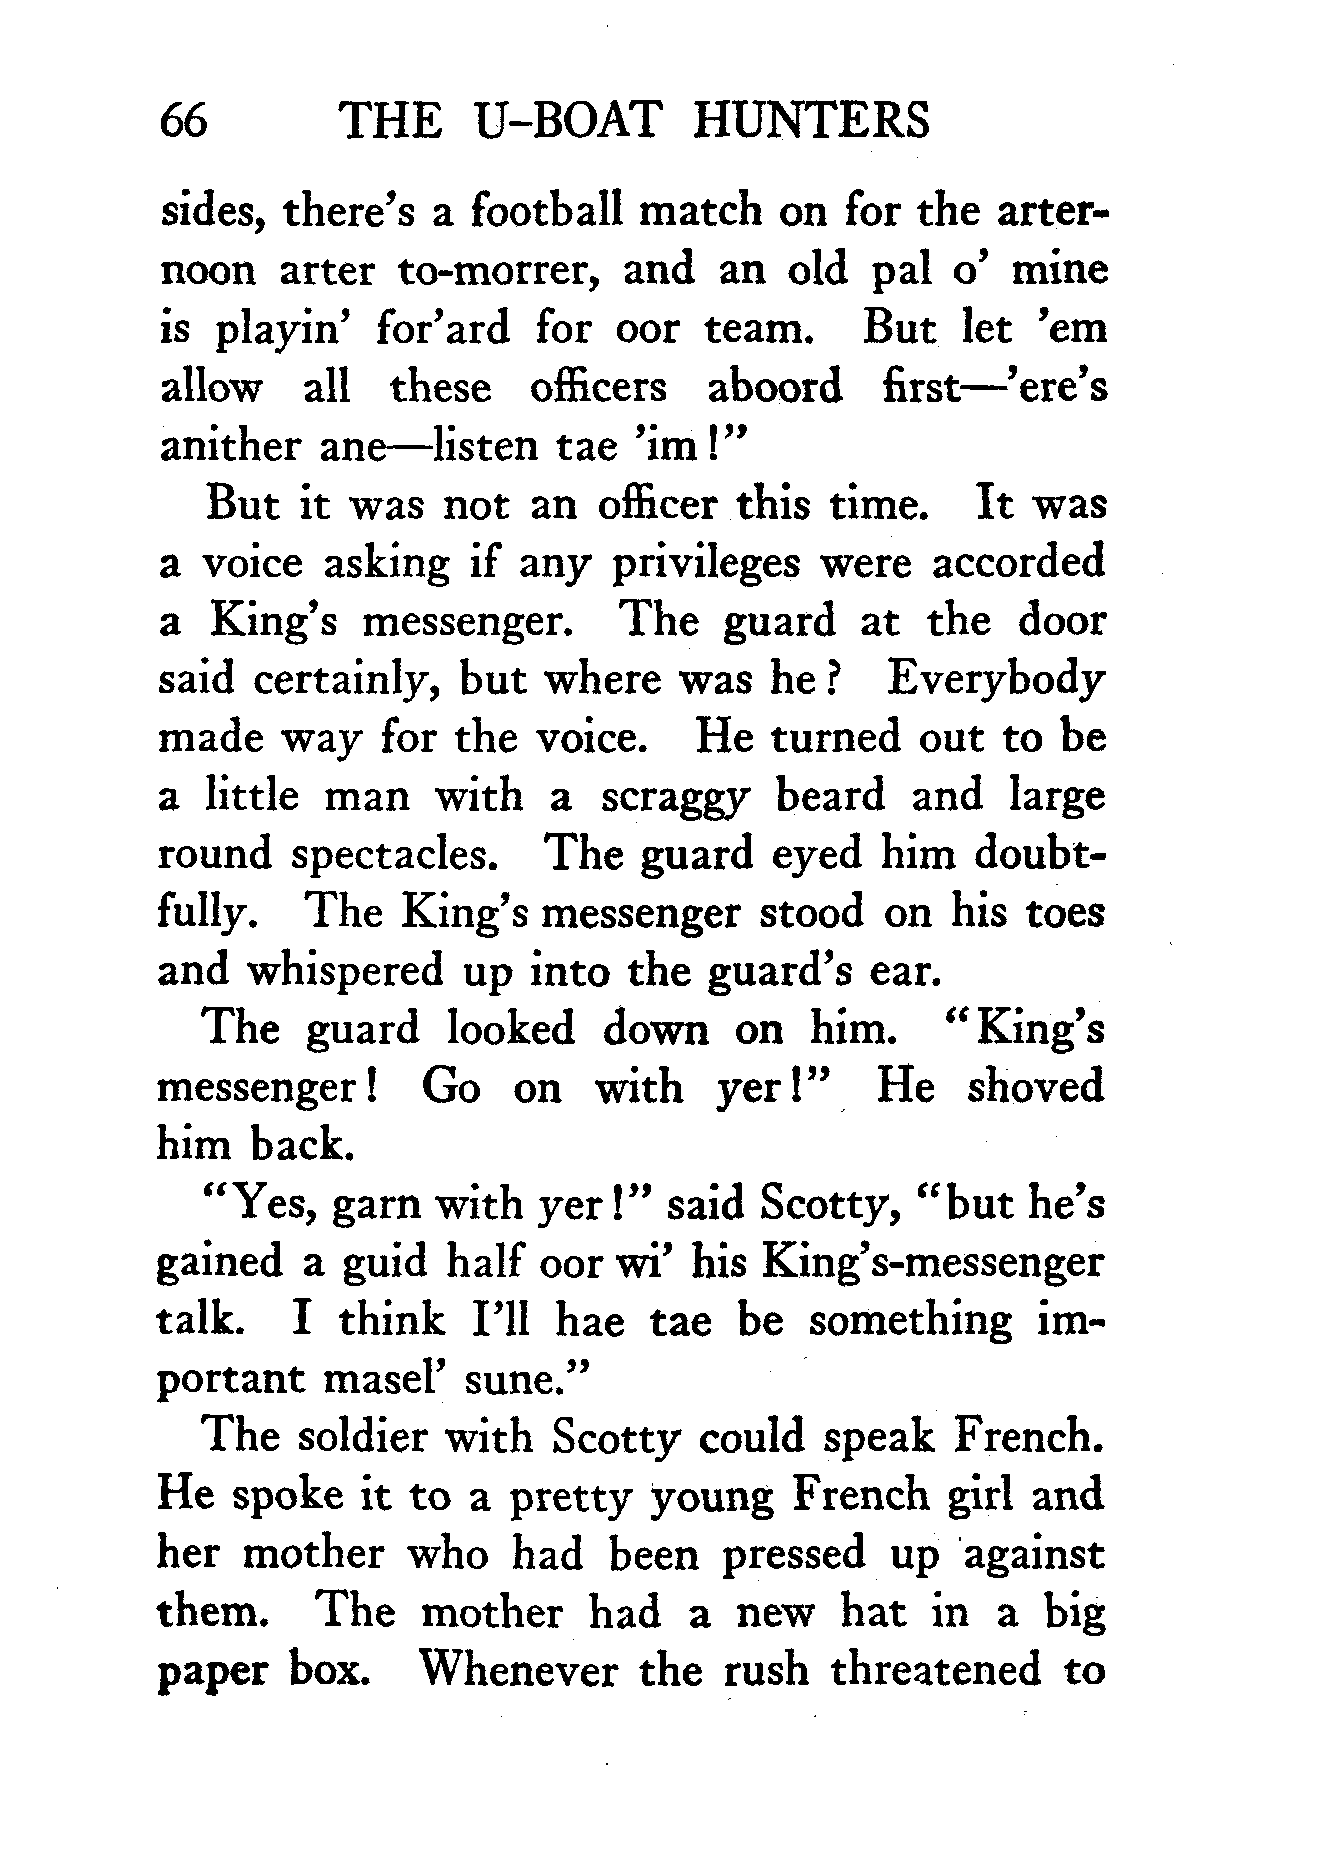 66 THE U-BOAT HUNTERS
sides, there's a football match on for the arter-
noon arter to-morrer, and an old pal o' mine
is playin' for'ard for oor team. But let 'em
allow all these officers aboord first—'ere's
anither ane—listen tae 'im!"
But it was not an officer this time. It was
a voice asking if any privileges were accorded
a King's messenger. The guard at the door
said certainly, but where was he? Everybody
made way for the voice. He turned out to be
a little man with a scraggy beard and large
round spectacles. The guard eyed him doubt-
fully. The King's messenger stood on his toes
and whispered up into the guard's ear.
The guard looked down on him. "King's
messenger! Go on with yer!" He shoved
him back.
"Yes, garn with yer!" said Scotty, "but he's
gained a guid half oor wi' his King's-messenger
talk. I think I'll hae tae be something im-
portant masel' sune."
The soldier with Scotty could speak French.
He spoke it to a pretty young French girl and
her mother who had been pressed up against
them. The mother had a new hat in a big
paper box. Whenever the rush threatened to